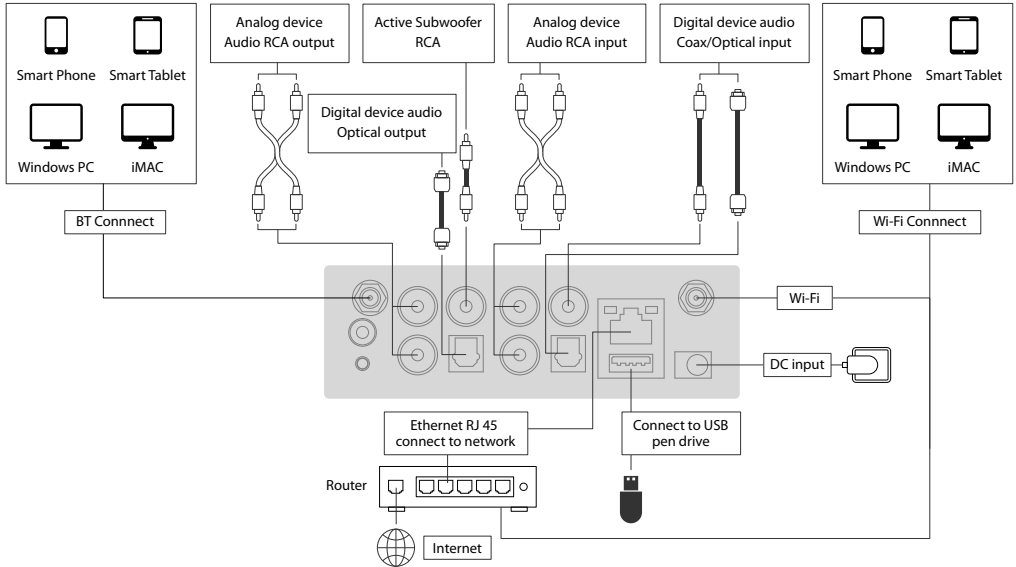 Smart Phone
Smart Tablet
Windows PC
iMAC
BT Connnect
Analog device
Audio RCA output
Digital device audio
Optical output
Active Subwoofer
RCA
Analog device
Audio RCA input
Digital device audio
Coax/Optical input
Smart Phone
Smart Tablet
Windows PC
iMAC
Wi-Fi Connnect
Wi-Fi
DC input
Ethernet RJ 45
connect to network
Connect to USB
pen drive
Router
Internet